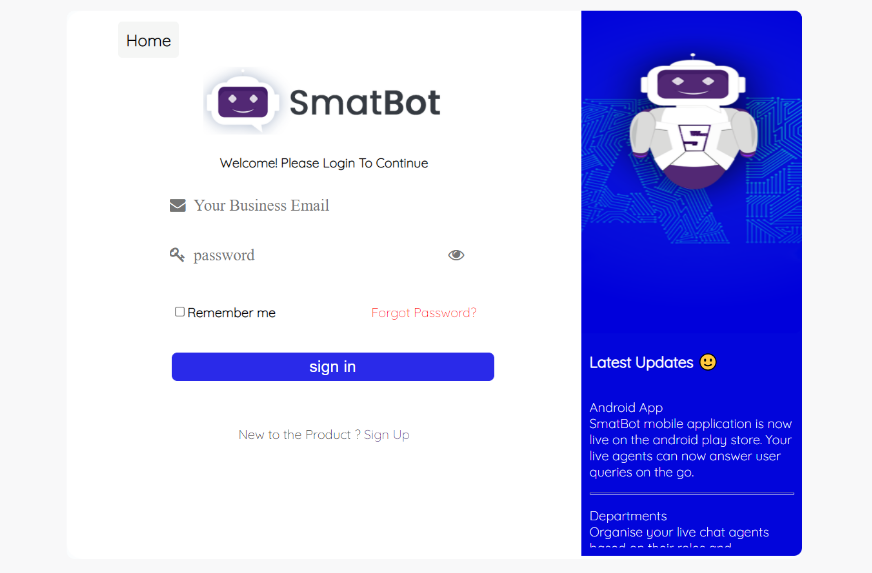 Home
SmatBot
Welcome! Please Login To Continue
Your Business Email
password
Remember me
Forgot Password?
sign in
New to the Product ? Sign Up
S
Latest Updates
Android App
SmatBot mobile application is now
live on the android play store. Your
live agents can now answer user
queries on the go.
Departments
Organise your live chat agents
based on their roles and